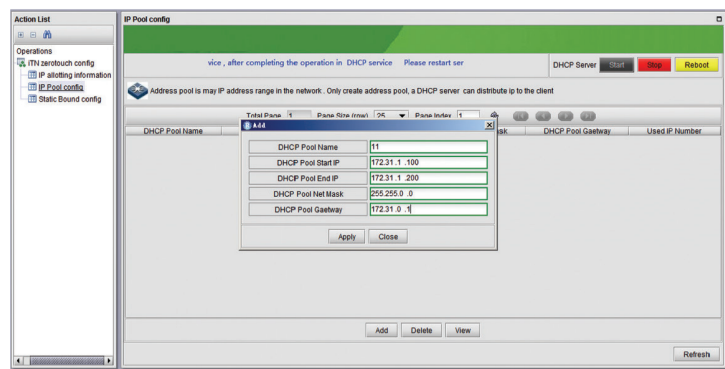 Action List
Operations
ITN zerotouch config
IP allotting information
IP Pool config
Static Bound config
IP Pool config
vice , after completing the operation in DHCP service Please restart ser
DHCP Server Start Stop Reboot
Address pool is may IP address range in the network . Only create address pool, a DHCP server can distribute ip to the client
Total Page 1 Page Size (row) 25 Page Index 1
DHCP Pool Name ask DHCP Pool Gaetway Used IP Number
Add
DHCP Pool Name 11
DHCP Pool Start IP 172.31 .1 .100
DHCP Pool End IP 172.31 .1 .200
DHCP Pool Net Mask 255.255.0 .0
DHCP Pool Gaetway 172.31 .0 .1
Apply Close
Add Delete View
Refresh